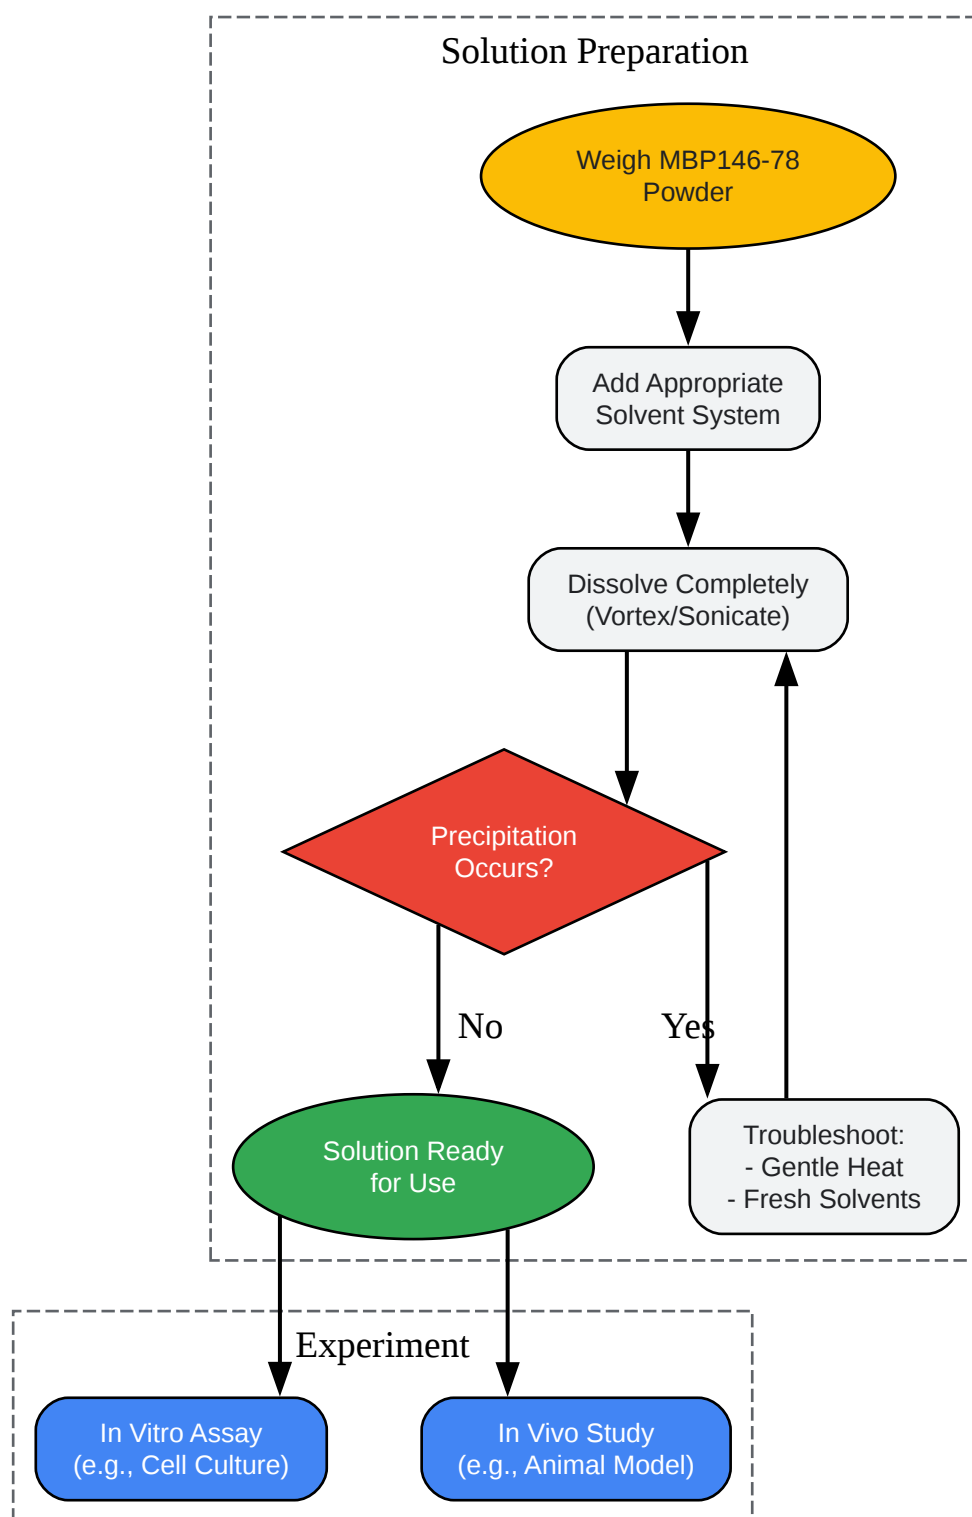 Solution Preparation
Weigh MBP146-78
Powder
Add Appropriate
Solvent System
Dissolve Completely
(Vortex/Sonicate)
Precipitation
Occurs?
No
Yes
Solution Ready
for Use
Troubleshoot:
- Gentle Heat
- Fresh Solvents
Experiment
In Vitro Assay
(e.g., Cell Culture)
In Vivo Study
(e.g., Animal Model)